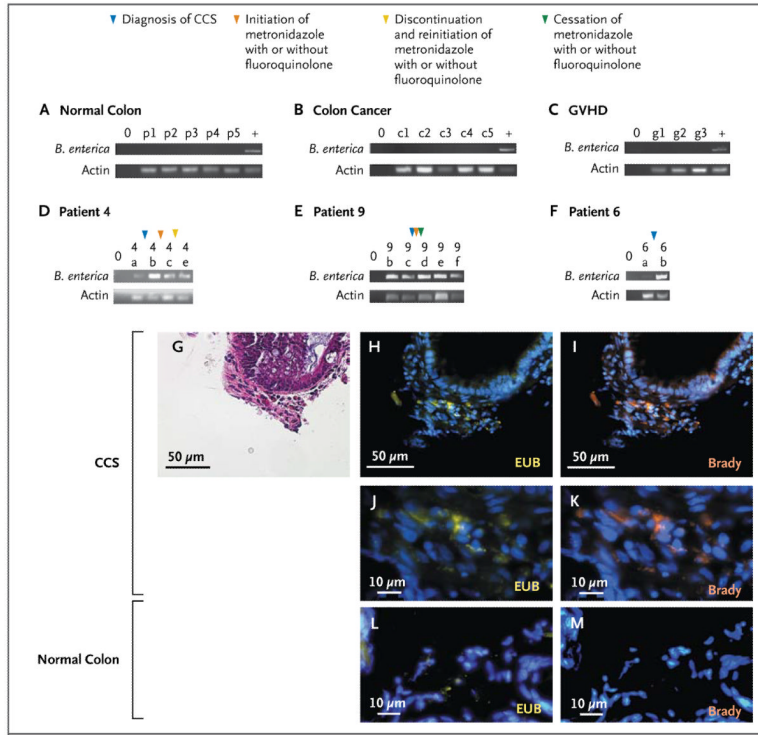 Diagnosis of CCS
Initiation of
metronidazole
with or without
fluoroquinolone
Discontinuation
and reinitiation of
metronidazole
with or without
fluoroquinolone
Cessation of
metronidazole
with or without
fluoroquinolone
A Normal Colon
0 p1 p2 p3 p4 p5 +
B. enterica
Actin
B Colon Cancer
0 c1 c2 c3 c4 c5 +
B. enterica
Actin
C GVHD
0 g1 g2 g3 +
B. enterica
Actin
D Patient 4
4 4 4 4
0 a b c e
B. enterica
Actin
E Patient 9
9 9 9 9 9
0 b c d e f
B. enterica
Actin
F Patient 6
6 6
0 a b
B. enterica
Actin
CCS
G
50 µm
H
50 µm
EUB
I
50 µm
Brady
J
10 µm
EUB
K
10 µm
Brady
Normal Colon
L
10 µm
EUB
M
10 µm
Brady